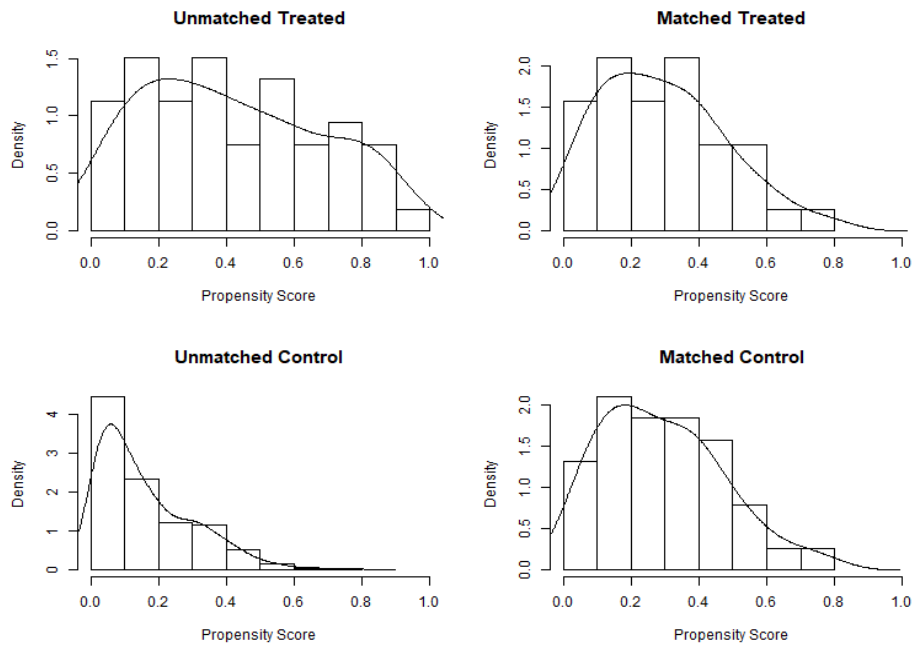 Unmatched Treated
Density
0.0 0.5 1.0 1.5
0.0 0.2 0.4 0.6 0.8 1.0
Propensity Score
Matched Treated
Density
0.0 0.5 1.0 1.5 2.0
0.0 0.2 0.4 0.6 0.8 1.0
Propensity Score
Unmatched Control
Density
0 1 2 3 4
0.0 0.2 0.4 0.6 0.8 1.0
Propensity Score
Matched Control
Density
0.0 0.5 1.0 1.5 2.0
0.0 0.2 0.4 0.6 0.8 1.0
Propensity Score